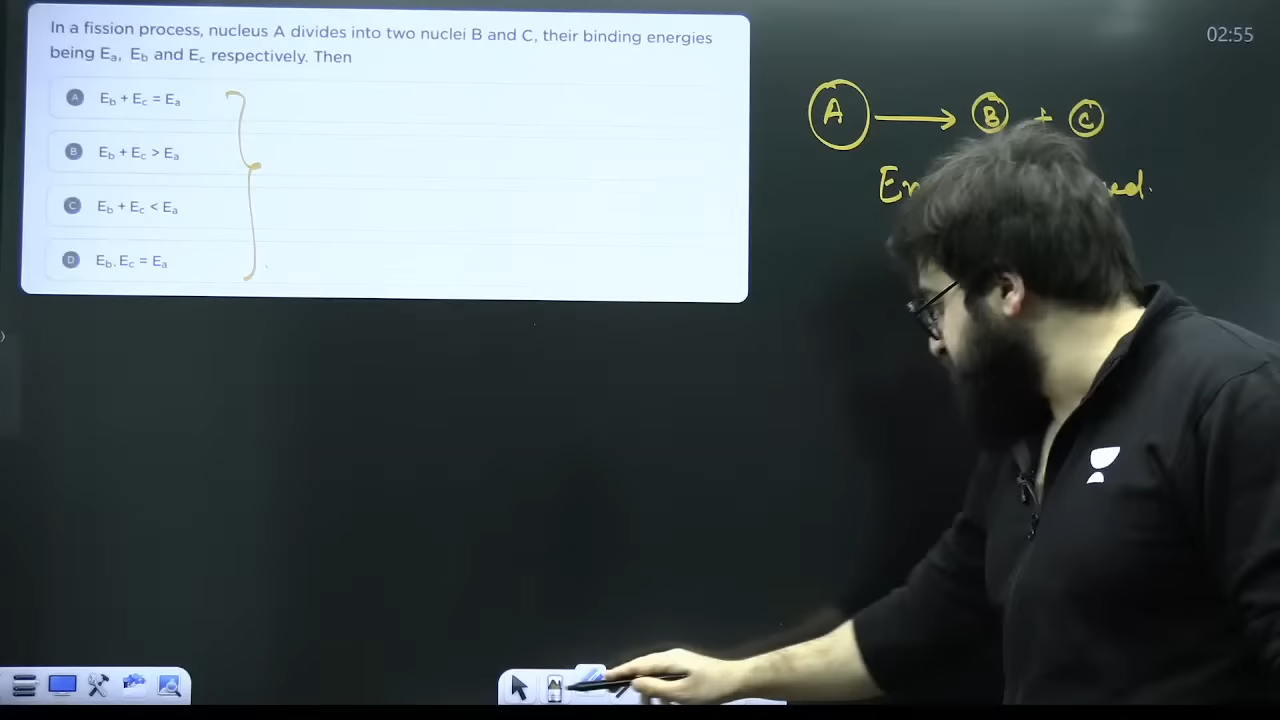 In a fission process, nucleus A divides into two nuclei B and C, their binding energies
being Eₐ, E_b and E_c respectively. Then
A E_b + E_c = Eₐ
B E_b + E_c > Eₐ
C E_b + E_c < Eₐ
D E_b. E_c = Eₐ
02:55
A → B + C